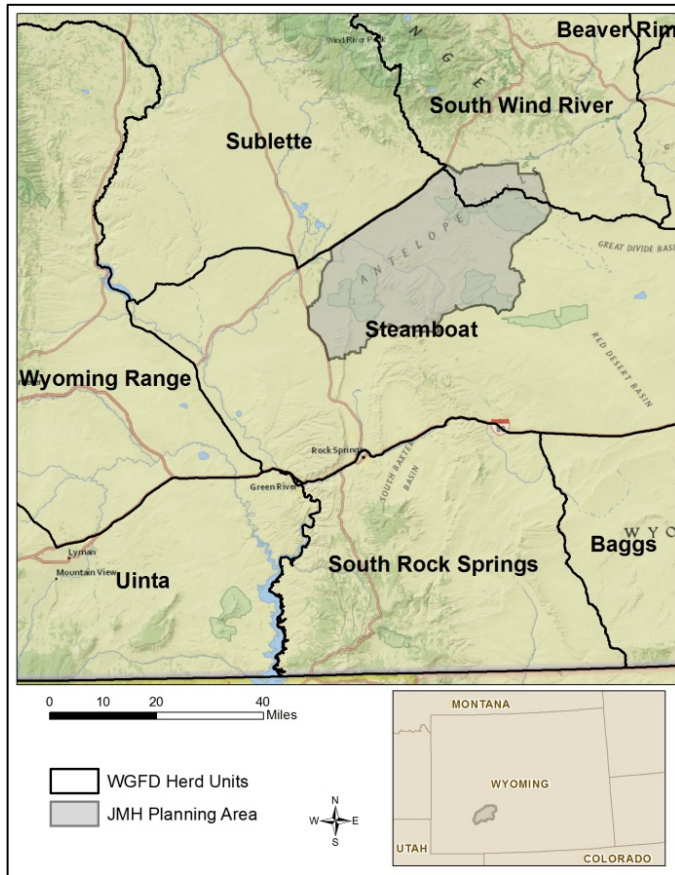 Beaver Rim
Wind River Peak
N
G
E
South Wind River
Sublette
ANTELOPE
GREAT DIVIDE BASIN
Steamboat
RED DESERT BASIN
Wyoming Range
80
Rock Springs
SOUTH BAXTER
BASIN
Green River
WYO
Baggs
Lyman
Mountain View
Uinta
South Rock Springs
0 10 20 40
Miles
WGFD Herd Units
JMH Planning Area
N
W E
S
MONTANA
WYOMING
UTAH
COLORADO